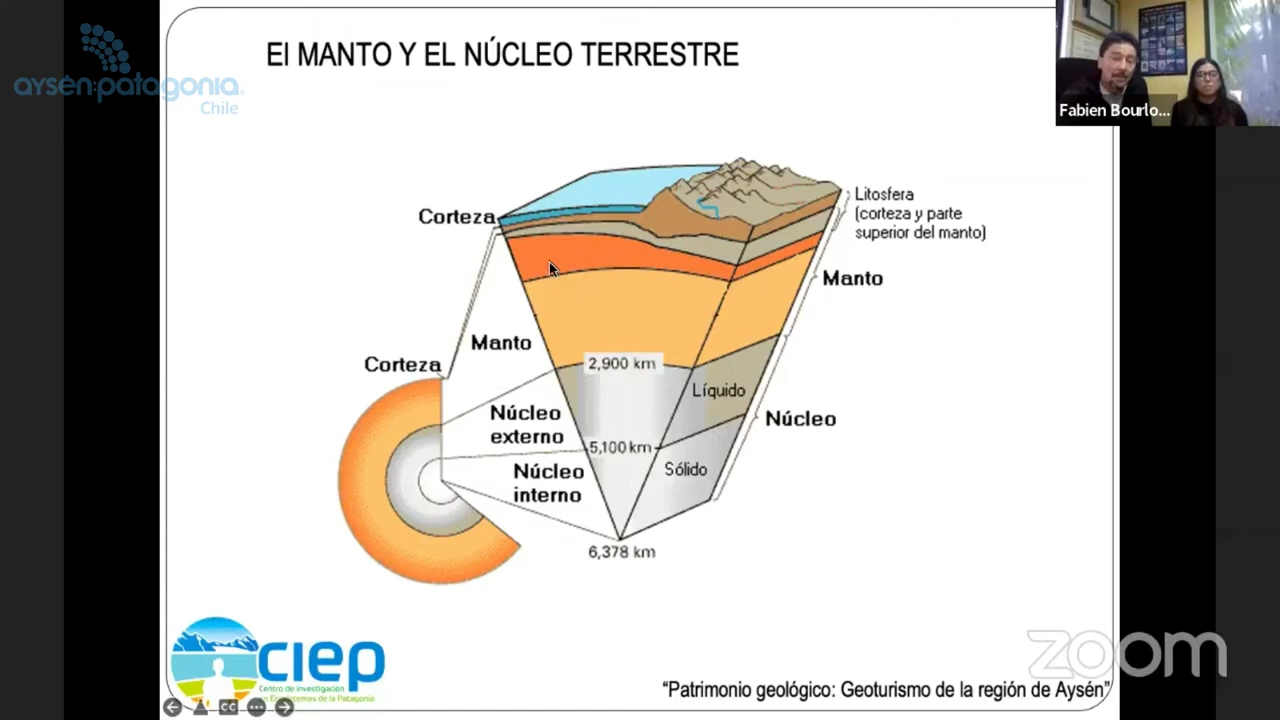 El MANTO Y EL NÚCLEO TERRESTRE
aysén:patagonia
Chile
Fabien Bourlo...
Corteza
Litosfera
(corteza y parte
superior del manto)
Manto
Manto
Corteza
2,900 km
Líquido
Núcleo
externo
Núcleo
5,100 km
Sólido
Núcleo
interno
6,378 km
CIEP
Centro de investigación
en Ecosistemas de la Patagonia
CC
zoom
“Patrimonio geológico: Geoturismo de la región de Aysén”